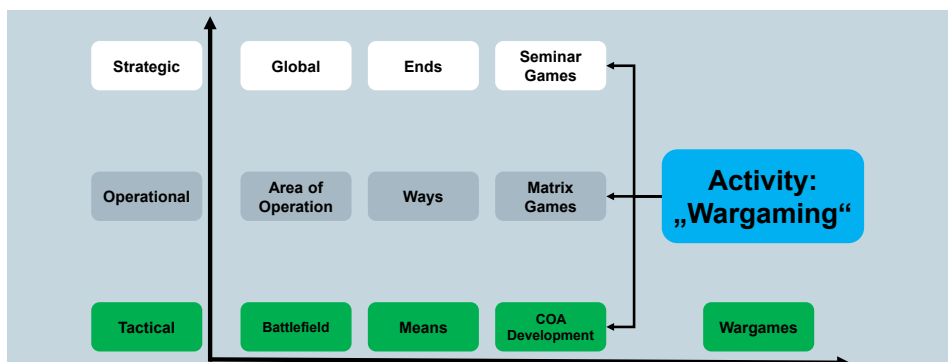 Strategic
Global
Ends
Seminar
Games
Operational
Area of
Operation
Ways
Matrix
Games
Activity:
„Wargaming“
Tactical
Battlefield
Means
COA
Development
Wargames